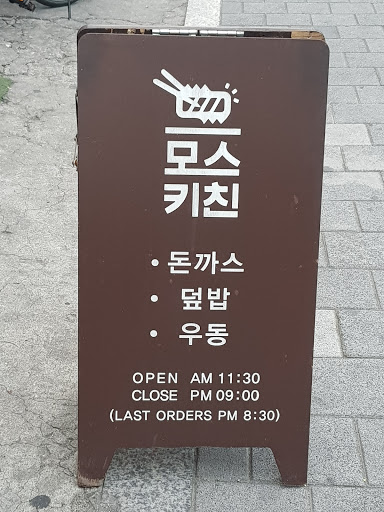 모스
키친
• 돈까스
• 덮밥
• 우동
OPEN AM 11:30
CLOSE PM 09:00
(LAST ORDERS PM 8:30)